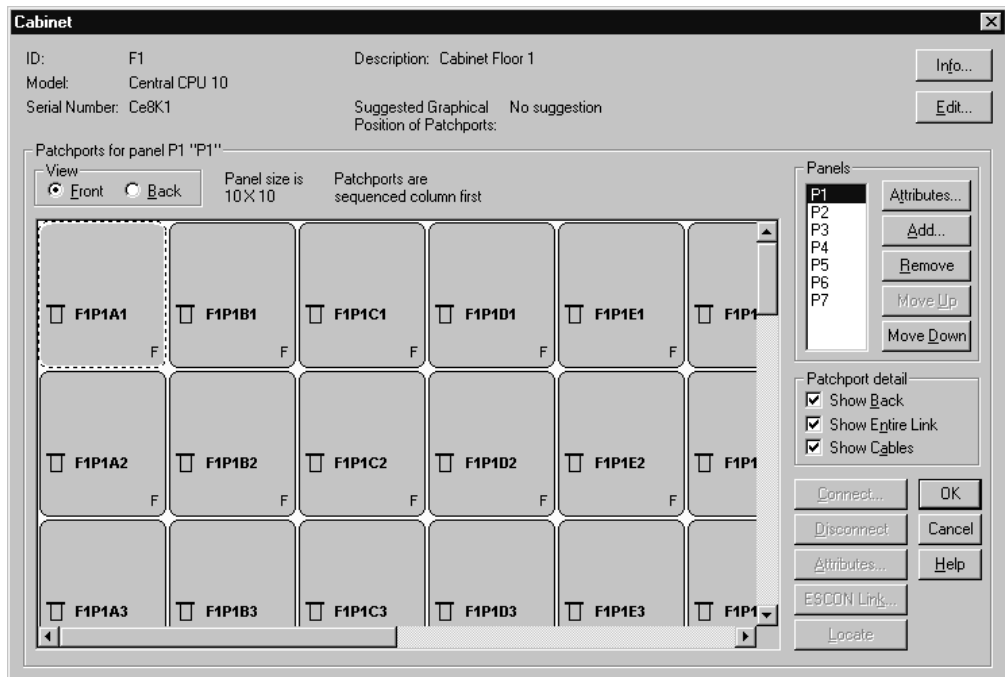 Cabinet
ID: F1
Description: Cabinet Floor 1
Info...
Model: Central CPU 10
Serial Number: Ce8K1
Suggested Graphical Position of Patchports: No suggestion
Edit...
Patchports for panel P1 "P1"
View
Front Back
Panel size is
10 X 10
Patchports are
sequenced column first
F1P1A1 F1P1B1 F1P1C1 F1P1D1 F1P1E1 F1P1
F F F F F
F1P1A2 F1P1B2 F1P1C2 F1P1D2 F1P1E2 F1P1
F F F F F
F1P1A3 F1P1B3 F1P1C3 F1P1D3 F1P1E3 F1P1
Panels
P1
P2
P3
P4
P5
P6
P7
Attributes...
Add...
Remove
Move Up
Move Down
Patchport detail
Show Back
Show Entire Link
Show Cables
Connect... OK
Disconnect Cancel
Attributes... Help
ESCON Link...
Locate